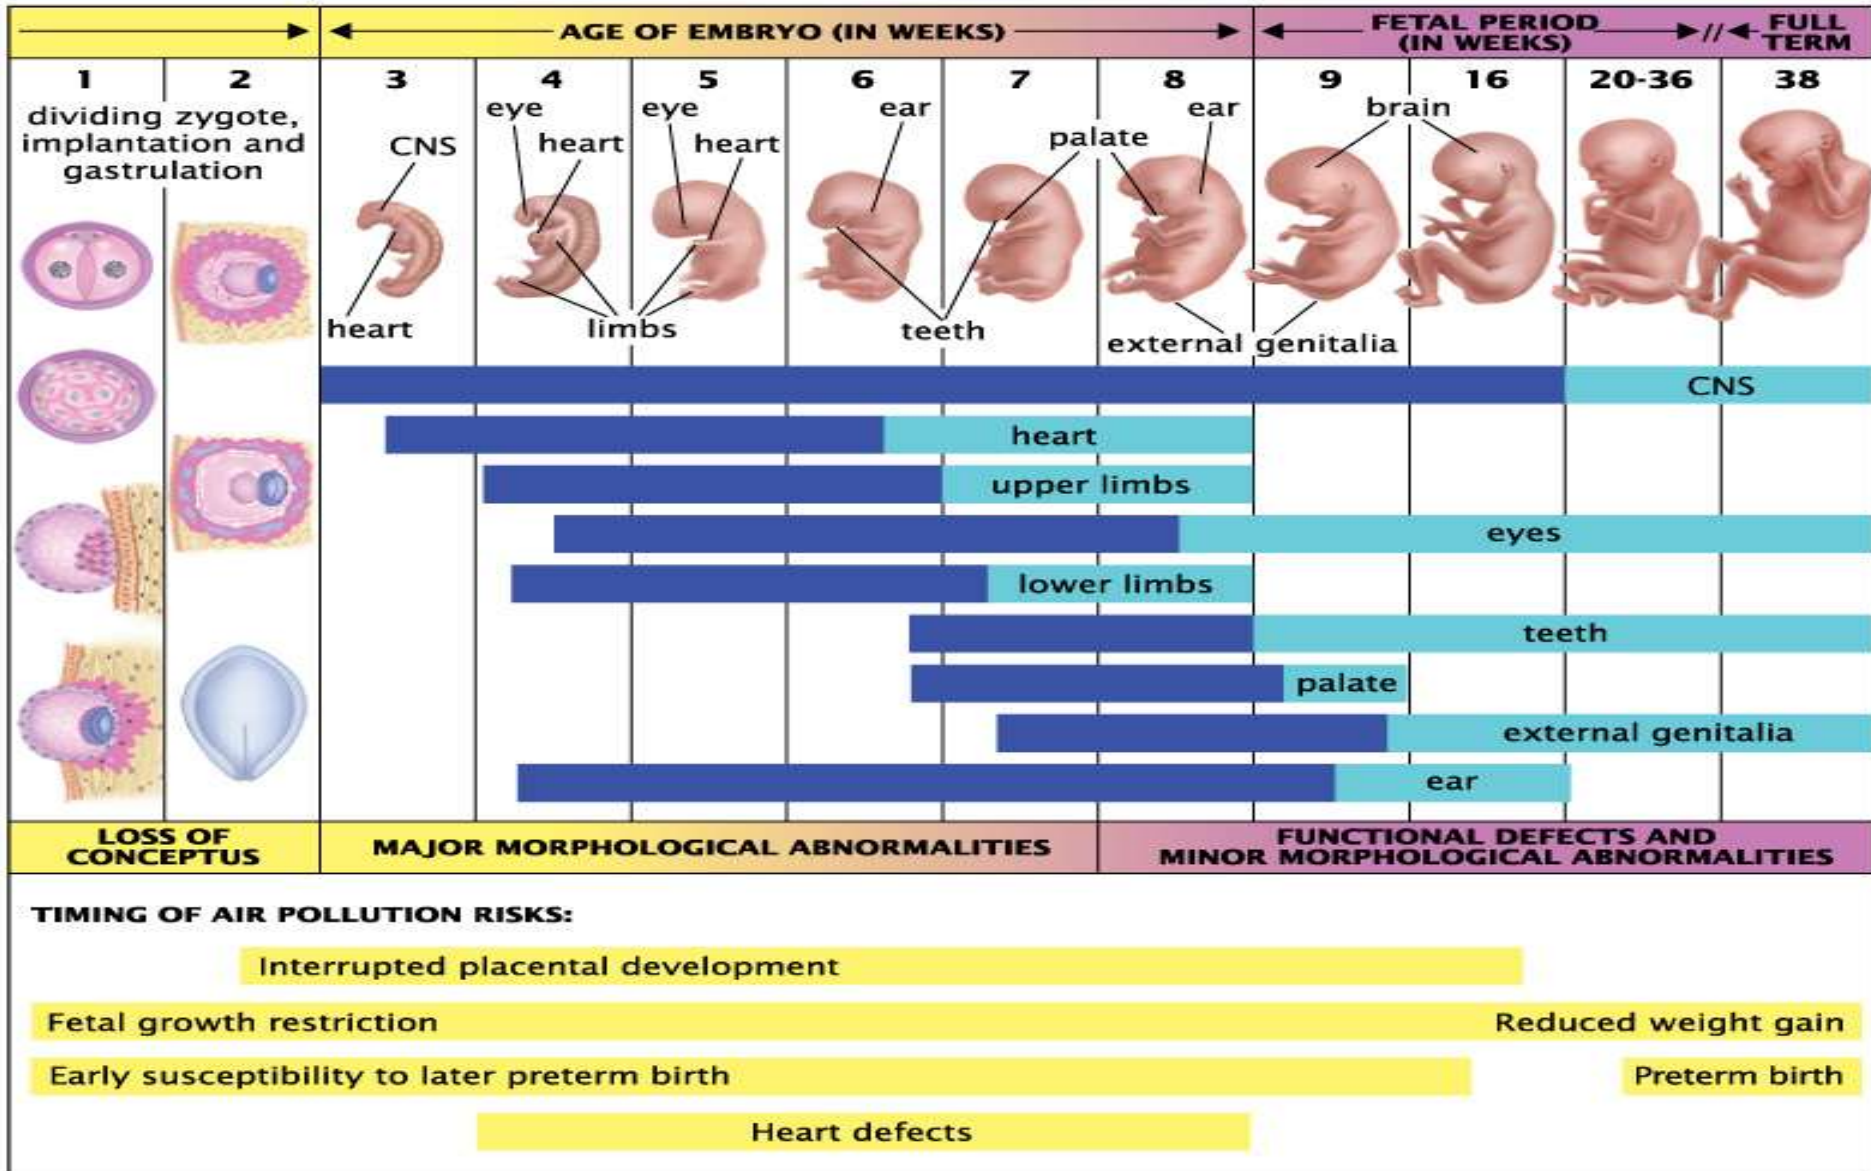 AGE OF EMBRYO (IN WEEKS)
FETAL PERIOD
(IN WEEKS)
//
FULL
TERM
1
2
3
4
5
6
7
8
9
16
20-36
38
dividing zygote,
implantation and
gastrulation
CNS
heart
eye
heart
eye
heart
limbs
ear
teeth
palate
ear
external genitalia
brain
CNS
heart
upper limbs
eyes
lower limbs
teeth
palate
external genitalia
ear
LOSS OF
CONCEPTUS
MAJOR MORPHOLOGICAL ABNORMALITIES
FUNCTIONAL DEFECTS AND
MINOR MORPHOLOGICAL ABNORMALITIES
TIMING OF AIR POLLUTION RISKS:
Interrupted placental development
Fetal growth restriction
Reduced weight gain
Early susceptibility to later preterm birth
Preterm birth
Heart defects